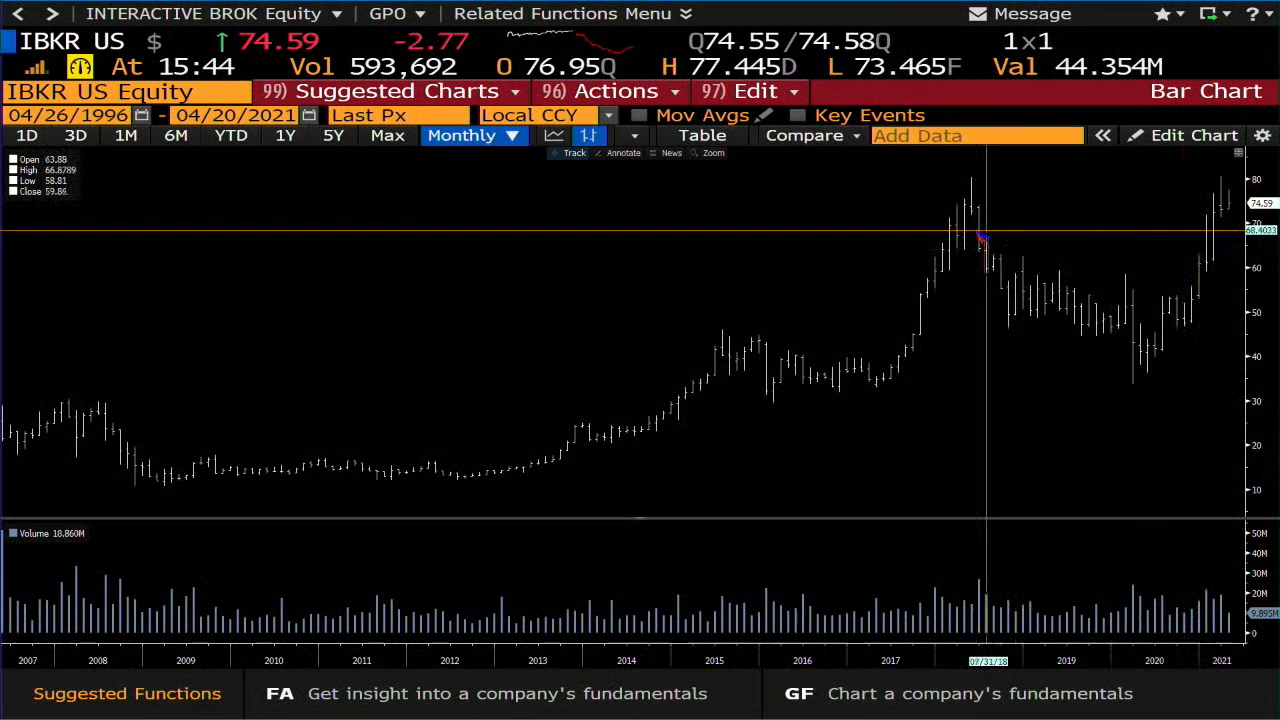 INTERACTIVE BROK Equity GPO Related Functions Menu Message ?
IBKR US $ ↑ 74.59 -2.77 Q74.55/74.58Q 1x1
At 15:44 Vol 593,692 O 76.95Q H 77.445D L 73.465F Val 44.354M
IBKR US Equity 99) Suggested Charts 96) Actions 97) Edit Bar Chart
04/26/1996 - 04/20/2021 Last Px Local CCY Mov Avgs Key Events
1D 3D 1M 6M YTD 1Y 5Y Max Monthly ▼ Table Compare Add Data « Edit Chart
Track Annotate News Zoom
Open 63.88
High 66.8789
Low 58.81
Close 59.86
80
74.59
70
68.4033
60
50
40
30
20
10
Volume 18.860M
50M
40M
30M
20M
9.895M
0
2007 2008 2009 2010 2011 2012 2013 2014 2015 2016 2017 07/31/18 2019 2020 2021
Suggested Functions FA Get insight into a company's fundamentals GF Chart a company's fundamentals